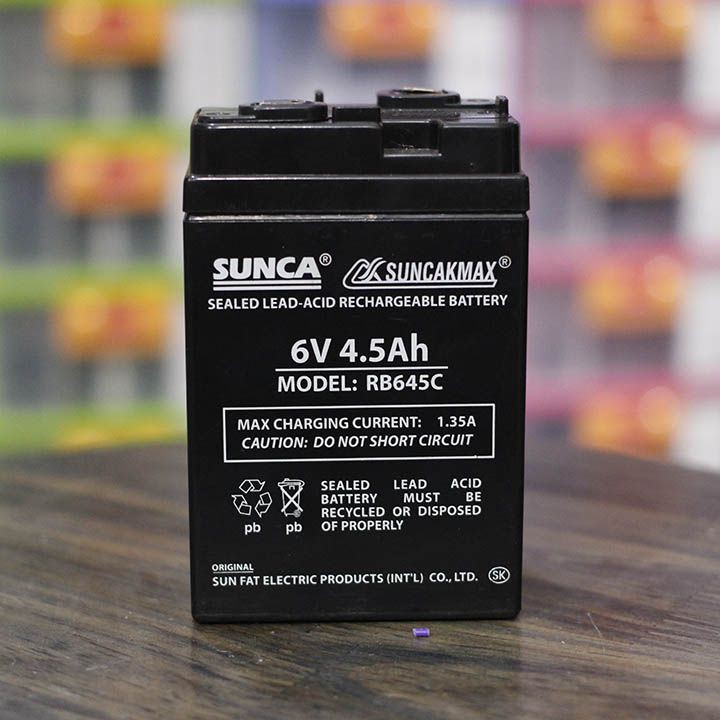 SUNCA® SUNCAKMAX®
SEALED LEAD-ACID RECHARGEABLE BATTERY
6V 4.5Ah
MODEL: RB645C
MAX CHARGING CURRENT: 1.35A
CAUTION: DO NOT SHORT CIRCUIT
SEALED LEAD ACID
BATTERY MUST BE
RECYCLED OR DISPOSED
OF PROPERLY
pb pb
ORIGINAL
SUN FAT ELECTRIC PRODUCTS (INT'L) CO., LTD. SK